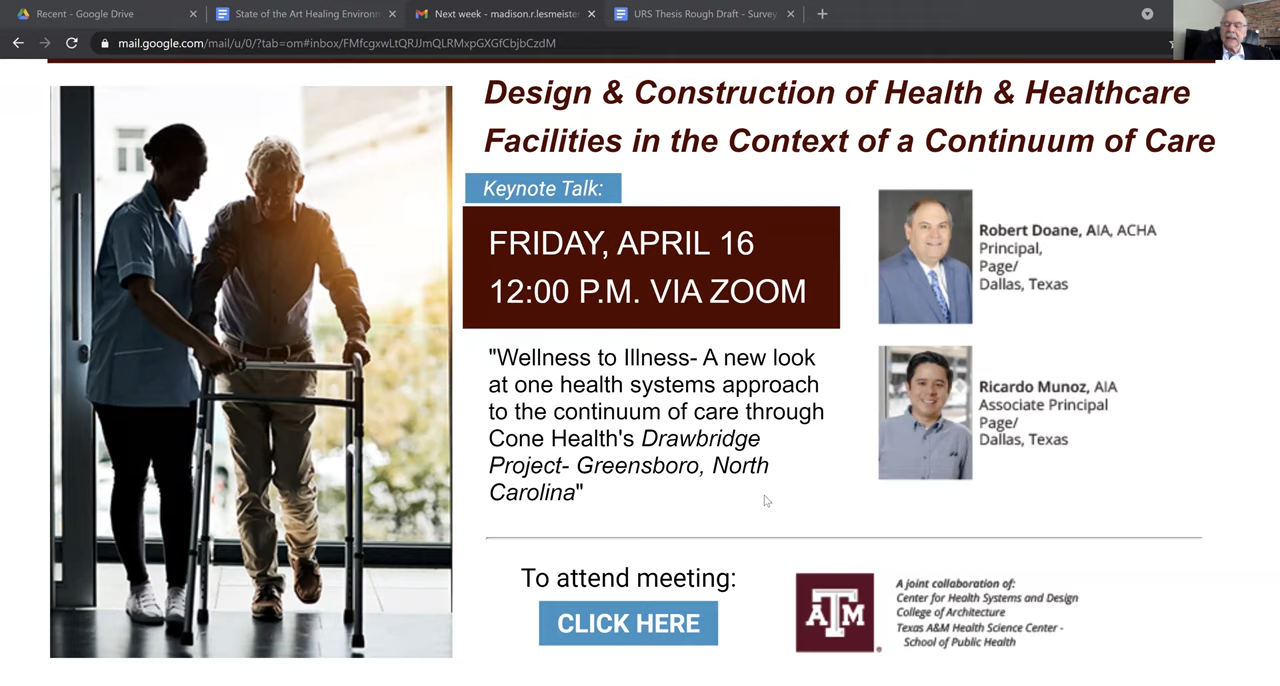 Recent - Google Drive
State of the Art Healing Environm
Next week - madison.r.lesmeister
URS Thesis Rough Draft - Survey
mail.google.com/mail/u/0/?tab=om#inbox/FMfcgxwLtQRJJmQLRMxpGXGfCbjbCzdM
Design & Construction of Health & Healthcare
Facilities in the Context of a Continuum of Care
Keynote Talk:
FRIDAY, APRIL 16
12:00 P.M. VIA ZOOM
"Wellness to Illness- A new look
at one health systems approach
to the continuum of care through
Cone Health's Drawbridge
Project- Greensboro, North
Carolina"
Robert Doane, AIA, ACHA
Principal,
Page/
Dallas, Texas
Ricardo Munoz, AIA
Associate Principal
Page/
Dallas, Texas
To attend meeting:
CLICK HERE
ATM
A joint collaboration of:
Center for Health Systems and Design
College of Architecture
Texas A&M Health Science Center -
School of Public Health